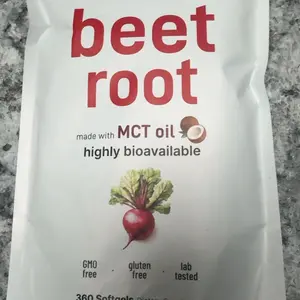 beet
root
made with MCT oil
highly bioavailable
GMO free · gluten free · lab tested
360 Softgels